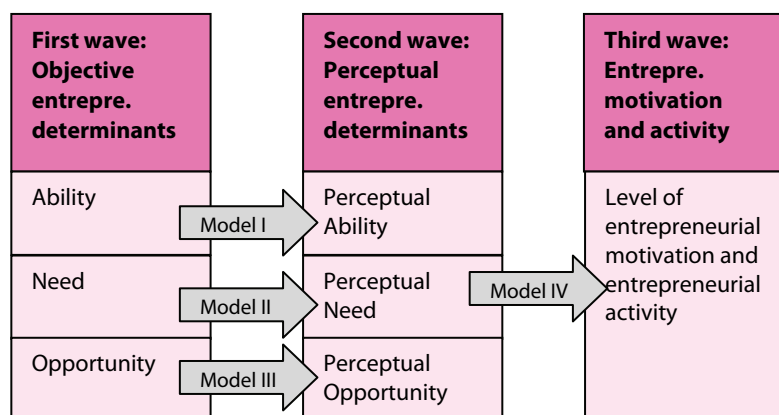 First wave:
Objective
entrepre.
determinants
Second wave:
Perceptual
entrepre.
determinants
Third wave:
Entrepre.
motivation
and activity
Ability
Model I
Perceptual
Ability
Need
Model II
Perceptual
Need
Opportunity
Model III
Perceptual
Opportunity
Model IV
Level of
entrepreneurial
motivation and
entrepreneurial
activity